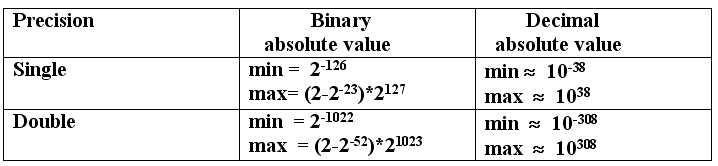 Precision Binary absolute value Decimal absolute value
Single min = 2⁻¹²⁶ min ≈ 10⁻³⁸
max= (2-2⁻²³)*2¹²⁷ max ≈ 10³⁸
Double min = 2⁻¹⁰²² min ≈ 10⁻³⁰⁸
max = (2-2⁻⁵²)*2¹⁰²³ max ≈ 10³⁰⁸